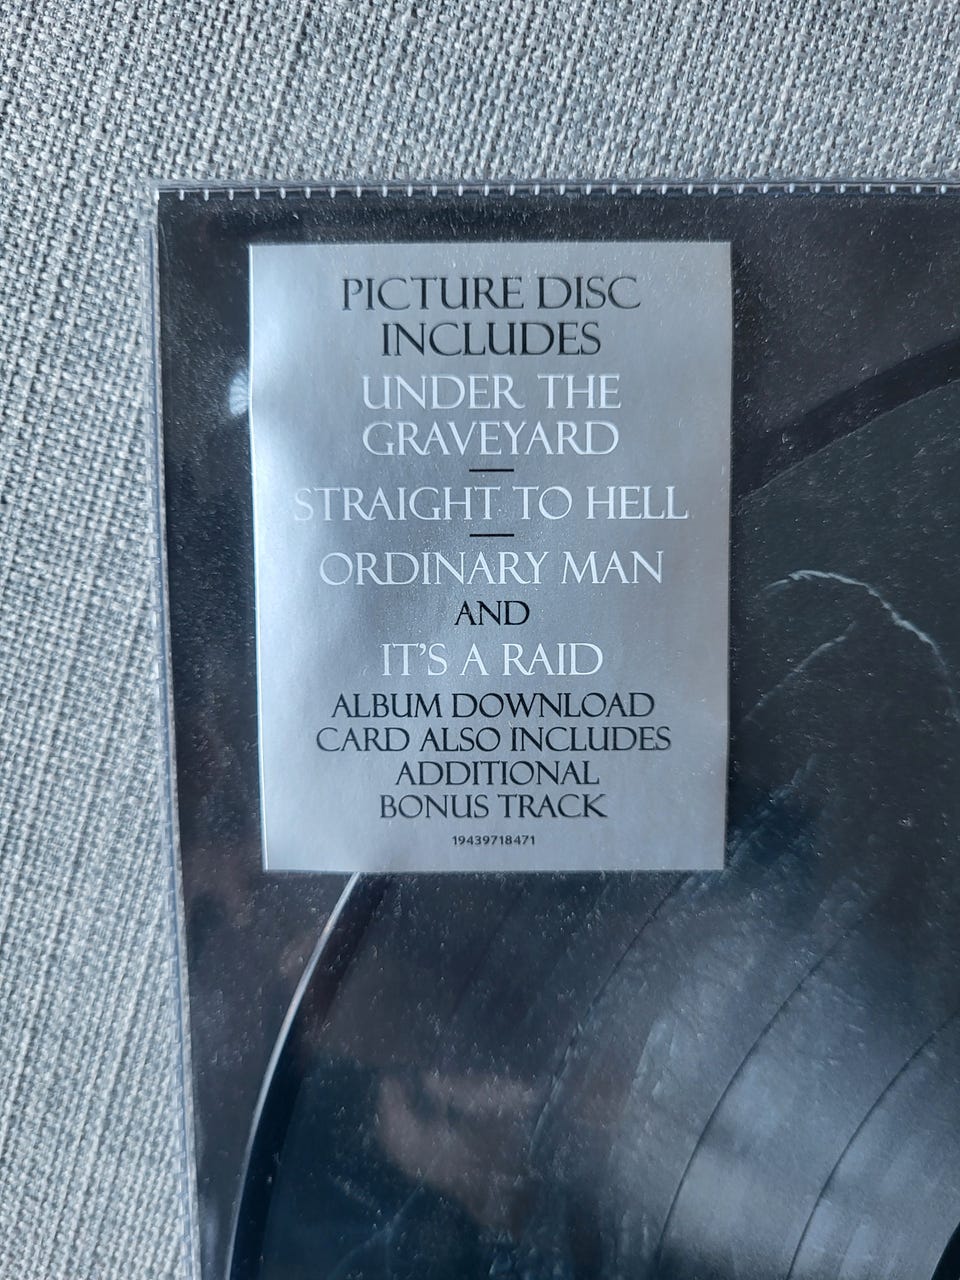 PICTURE DISC
INCLUDES
UNDER THE
GRAVEYARD
STRAIGHT TO HELL
ORDINARY MAN
AND
IT'S A RAID
ALBUM DOWNLOAD
CARD ALSO INCLUDES
ADDITIONAL
BONUS TRACK
19439718471